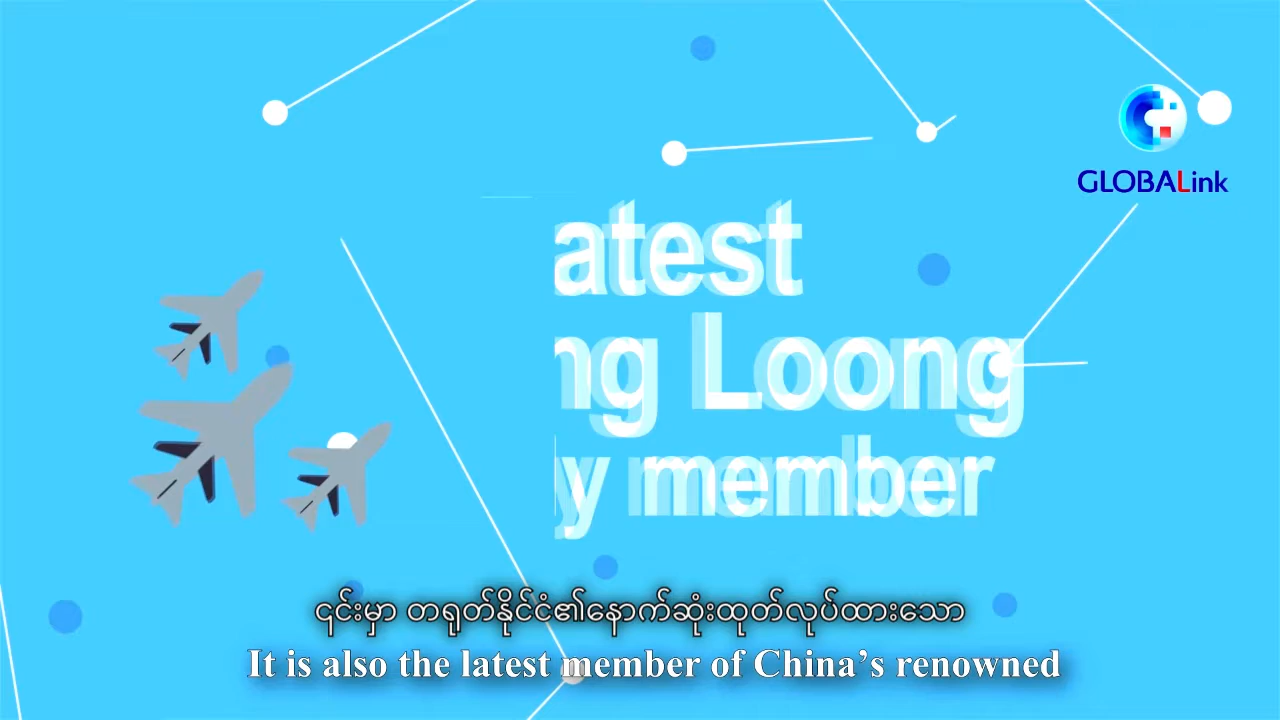 GLOBALink
atest
ng Loong
y member
၎င်းမှာ တရုတ်နိုင်ငံ၏နောက်ဆုံးထုတ်လုပ်ထားသော
It is also the latest member of China’s renowned